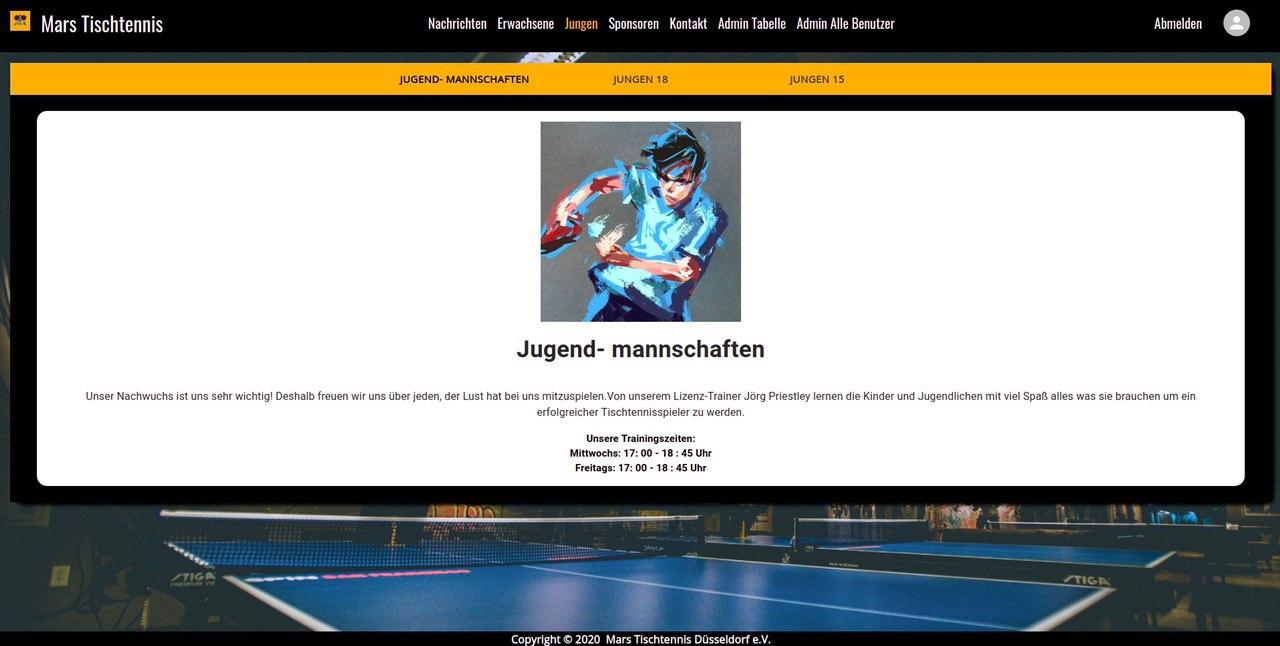 Mars Tischtennis
Nachrichten Erwachsene Jungen Sponsoren Kontakt Admin Tabelle Admin Alle Benutzer
Abmelden
JUGEND- MANNSCHAFTEN JUNGEN 18 JUNGEN 15
Jugend- mannschaften
Unser Nachwuchs ist uns sehr wichtig! Deshalb freuen wir uns über jeden, der Lust hat bei uns mitzuspielen.Von unserem Lizenz-Trainer Jörg Priestley lernen die Kinder und Jugendlichen mit viel Spaß alles was sie brauchen um ein
erfolgreicher Tischtennisspieler zu werden.
Unsere Trainingszeiten:
Mittwochs: 17: 00 - 18 : 45 Uhr
Freitags: 17: 00 - 18 : 45 Uhr
STIGA
STIGA
Copyright © 2020 Mars Tischtennis Düsseldorf e.V.